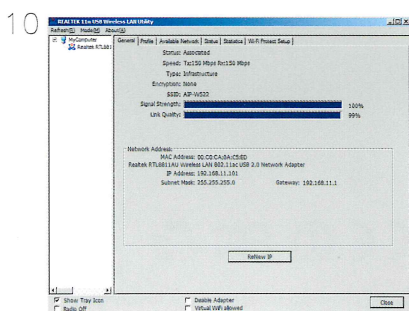 10
REALTEK 11n USB Wireless LAN Utility
Refresh(R) Mode(M) About(A)
MyComputer
Realtek RTL881
General Profile Available Network Status Statistics Wi-Fi Protect Setup
Status: Associated
Speed: Tx:150 Mbps Rx:150 Mbps
Type: Infrastructure
Encryption: None
SSID: AIP-W522
Signal Strength: 100%
Link Quality: 99%
Network Address:
MAC Address: 00:C0:CA:8A:C5:ED
Realtek RTL8811AU Wireless LAN 802.11ac USB 2.0 Network Adapter
IP Address: 192.168.11.101
Subnet Mask: 255.255.255.0 Gateway: 192.168.11.1
ReNew IP
Show Tray Icon Disable Adapter
Radio Off Virtual Wifi allowed
Close